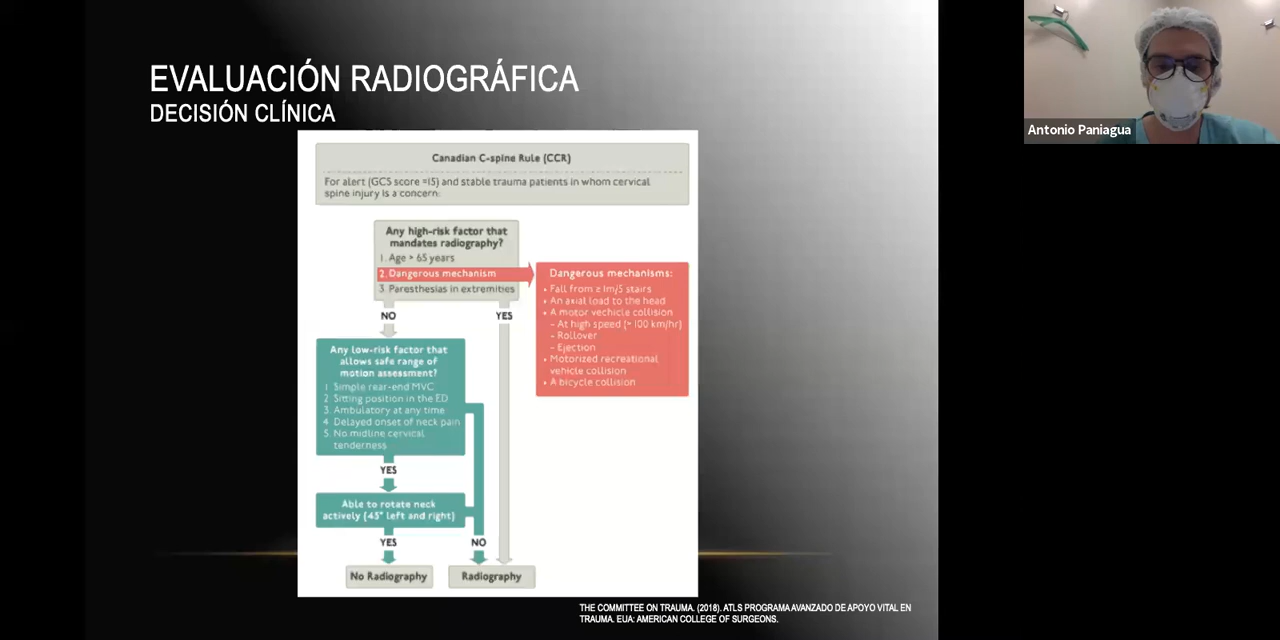 EVALUACIÓN RADIOGRÁFICA
DECISIÓN CLÍNICA
Canadian C-spine Rule (CCR)
For alert (GCS score =15) and stable trauma patients in whom cervical
spine injury is a concern:
Any high-risk factor that
mandates radiography?
1. Age > 65 years
2. Dangerous mechanism
3. Paresthesias in extremities
NO
YES
Dangerous mechanisms:
• Fall from ≥ 1m/5 stairs
• An axial load to the head
• A motor vechicle collision
– At high speed (> 100 km/hr)
– Rollover
– Ejection
• Motorized recreational
vehicle collision
• A bicycle collision
Any low-risk factor that
allows safe range of
motion assessment?
1 Simple rear-end MVC
2 Sitting position in the ED
3. Ambulatory at any time
4 Delayed onset of neck pain
5. No midline cervical
tenderness
YES
Able to rotate neck
actively (45° left and right)
YES
NO
No Radiography
Radiography
THE COMMITTEE ON TRAUMA. (2018). ATLS PROGRAMA AVANZADO DE APOYO VITAL EN
TRAUMA. EUA: AMERICAN COLLEGE OF SURGEONS.
Antonio Paniagua